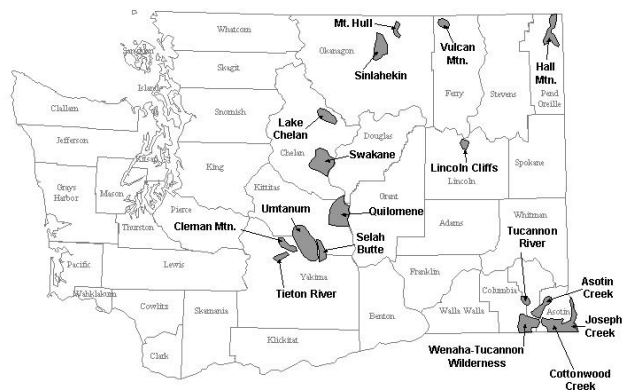 Whatcom
Okanagon
Mt. Hull
Sinlahekin
Vulcan
Mtn.
Hall
Mtn.
Pend
Oreille
Ferry
Stevens
Skagit
Island
Snomish
Clallam
Jefferson
Lake
Chelan
Chelan
Douglas
Swakane
Lincoln Cliffs
Lincoln
Spokane
King
Kitsap
Grays
Harbor
Mason
Kittitas
Grant
Quilomene
Umtanum
Pierce
Thurston
Cleman Mtn.
Selah
Butte
Adams
Whitman
Tucannon
River
Pacific
Lewis
Tieton River
Yakima
Franklin
Columbia
Asotin
Creek
Asotin
Joseph
Creek
Wahklakum
Cowlitz
Skamania
Benton
Walla Walla
Wenaha-Tucannon
Wilderness
Klickitat
Clark
Cottonwood
Creek